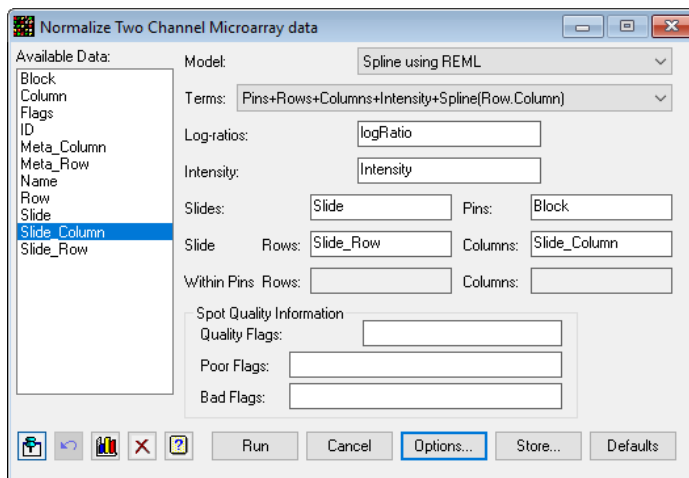 Normalize Two Channel Microarray data
Available Data:
Block
Column
Flags
ID
Meta_Column
Meta_Row
Name
Row
Slide
Slide_Column
Slide_Row
Model: Spline using REML
Terms: Pins+Rows+Columns+Intensity+Spline(Row.Column)
Log-ratios: logRatio
Intensity: Intensity
Slides: Slide Pins: Block
Slide Rows: Slide_Row Columns: Slide_Column
Within Pins Rows: Columns:
Spot Quality Information
Quality Flags:
Poor Flags:
Bad Flags:
Run Cancel Options... Store... Defaults